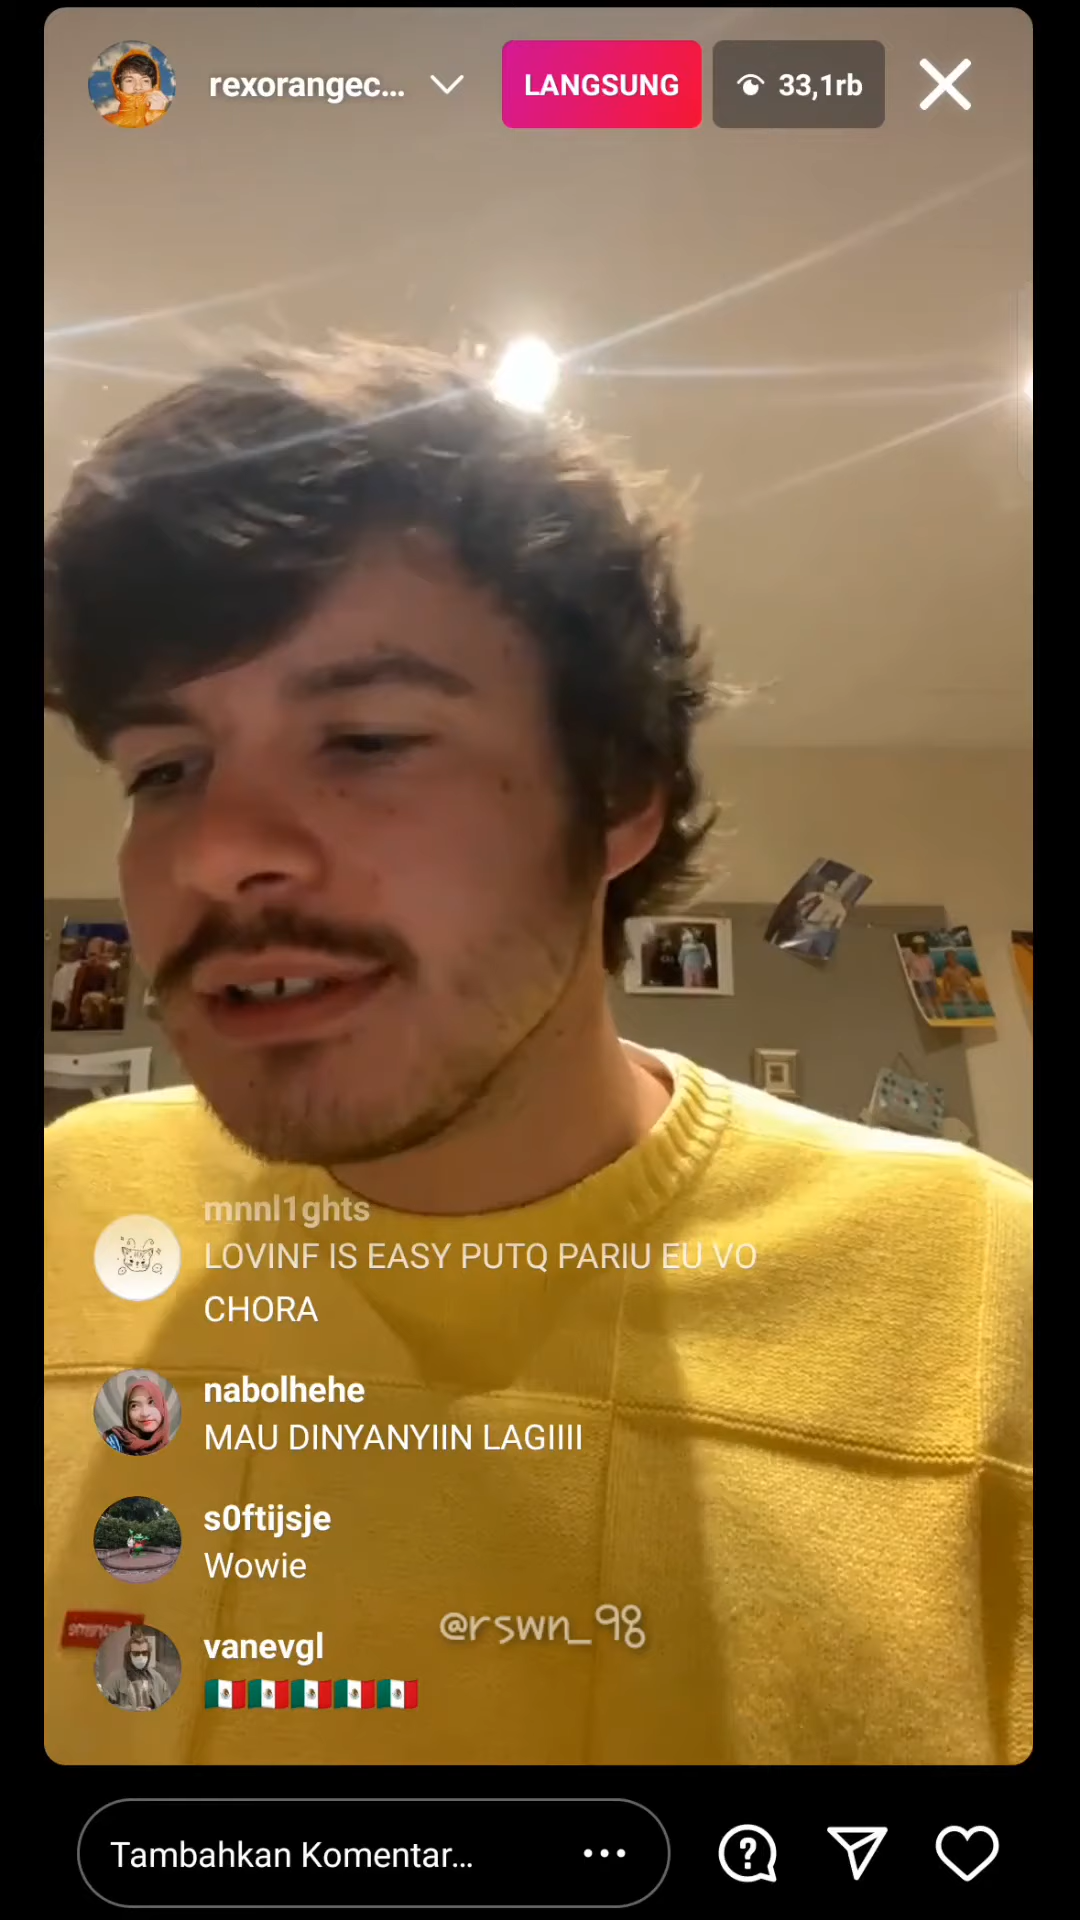 rexorangec...
LANGSUNG
33,1rb
mnnl1ghts
LOVINF IS EASY PUTQ PARIU EU VO
CHORA
nabolhehe
MAU DINYANYIIN LAGIIII
s0ftijsje
Wowie
@rswn_98
vanevgl
🇲🇽🇲🇽🇲🇽🇲🇽🇲🇽
Tambahkan Komentar...